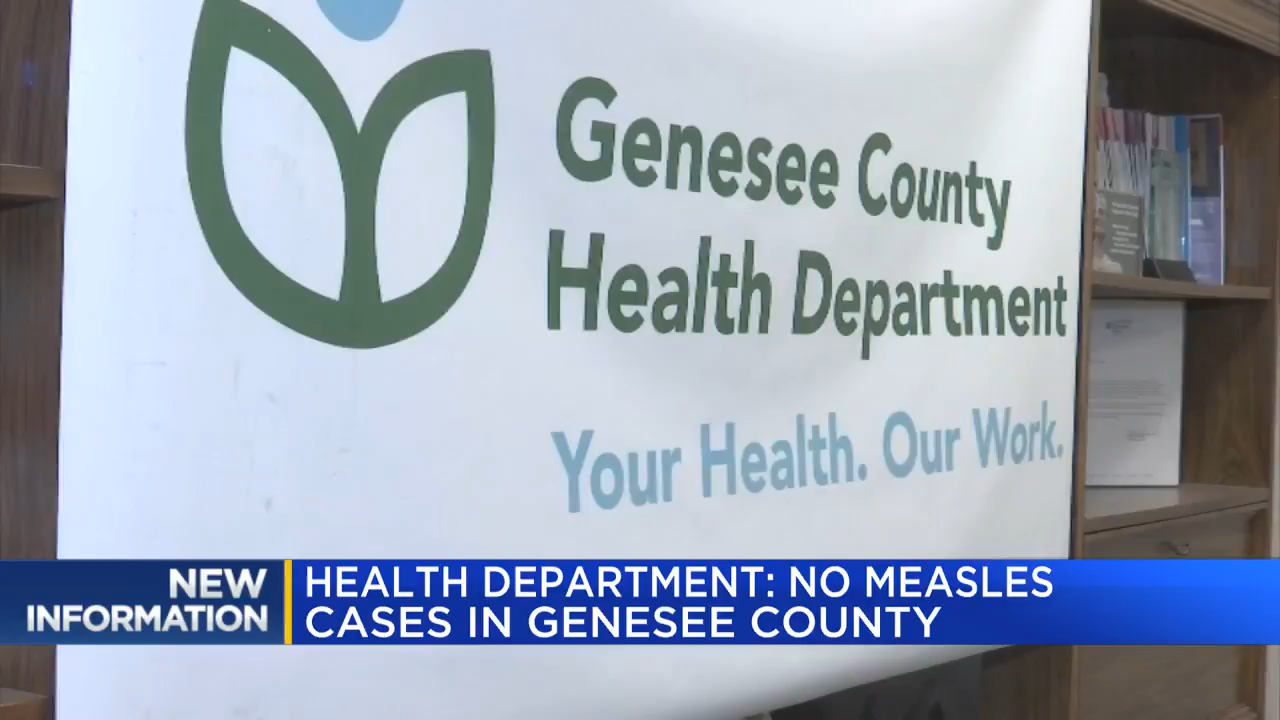 Genesee County
Health Department
Your Health. Our Work.
NEW
INFORMATION
HEALTH DEPARTMENT: NO MEASLES
CASES IN GENESEE COUNTY